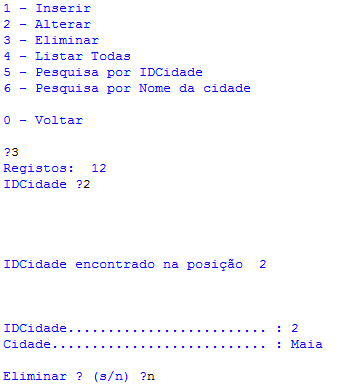 1 - Inserir
2 - Alterar
3 - Eliminar
4 - Listar Todas
5 - Pesquisa por IDCidade
6 - Pesquisa por Nome da cidade
0 - Voltar
?3
Registos:  12
IDCidade ?2
IDCidade encontrado na posição  2
IDCidade......................... : 2
Cidade........................... : Maia
Eliminar ? (s/n) ?n